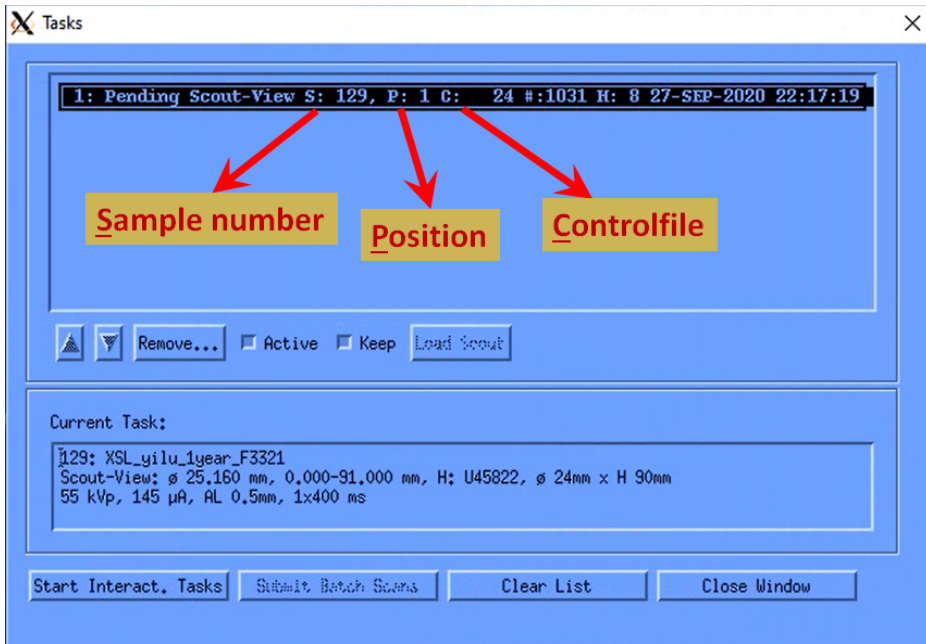 Tasks
1: Pending Scout-View S: 129, P: 1 C: 24 #:1031 H: 8 27-SEP-2020 22:17:19
Sample number
Position
Controlfile
Remove... Active Keep Load Scout
Current Task:
129: XSL_yilu_1year_F3321
Scout-View: ø 25.160 mm, 0.000-91.000 mm, H: U45822, ø 24mm x H 90mm
55 kVp, 145 µA, AL 0.5mm, 1x400 ms
Start Interact. Tasks Submit Batch Scans Clear List Close Window